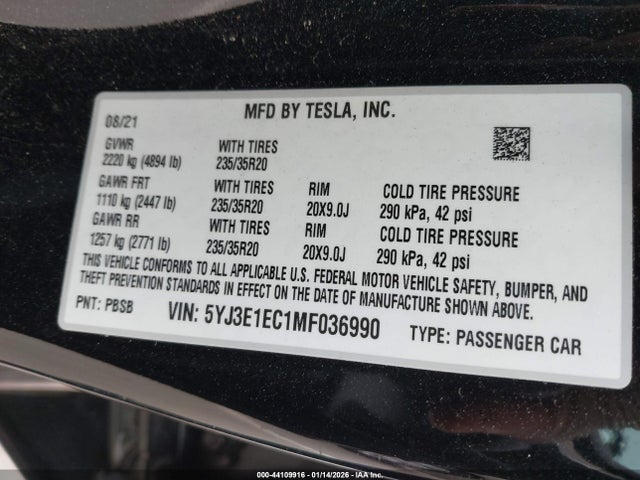 MFD BY TESLA, INC.
08/21
GVWR WITH TIRES
2220 kg (4894 lb) 235/35R20
GAWR FRT WITH TIRES RIM COLD TIRE PRESSURE
1110 kg (2447 lb) 235/35R20 20X9.0J 290 kPa, 42 psi
GAWR RR WITH TIRES RIM COLD TIRE PRESSURE
1257 kg (2771 lb) 235/35R20 20X9.0J 290 kPa, 42 psi
THIS VEHICLE CONFORMS TO ALL APPLICABLE U.S. FEDERAL MOTOR VEHICLE SAFETY, BUMPER, AND
THEFT PREVENTION STANDARDS IN EFFECT ON THE DATE OF MANUFACTURE SHOWN ABOVE.
PNT: PBSB VIN: 5YJ3E1EC1MF036990 TYPE: PASSENGER CAR
000-44109916 - 01/14/2026 - IAA Inc.